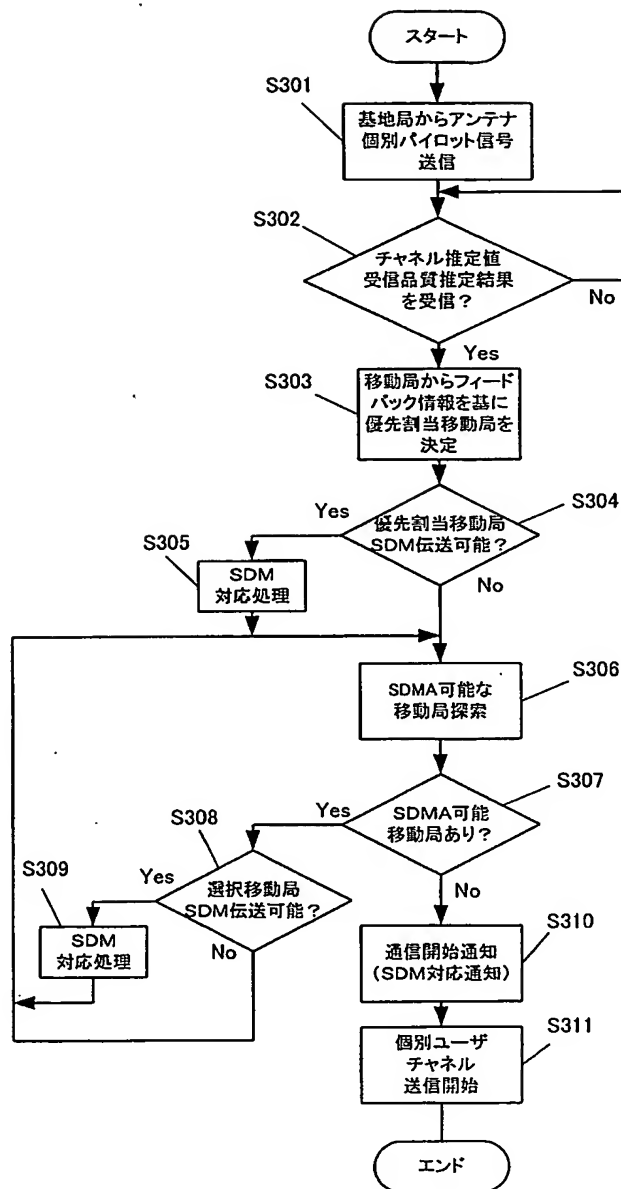 スタート
S301
基地局からアンテナ
個別パイロット信号
送信
S302
チャネル推定値
受信品質推定結果
を受信？
No
Yes
S303
移動局からフィード
バック情報を基に
優先割当移動局を
決定
S304
Yes
優先割当移動局
SDM伝送可能？
S305
SDM
対応処理
No
S306
SDMA可能な
移動局探索
S307
Yes
SDMA可能
移動局あり？
S308
Yes
選択移動局
SDM伝送可能？
S309
SDM
対応処理
No
No
S310
通信開始通知
(SDM対応通知)
S311
個別ユーザ
チャネル
送信開始
エンド